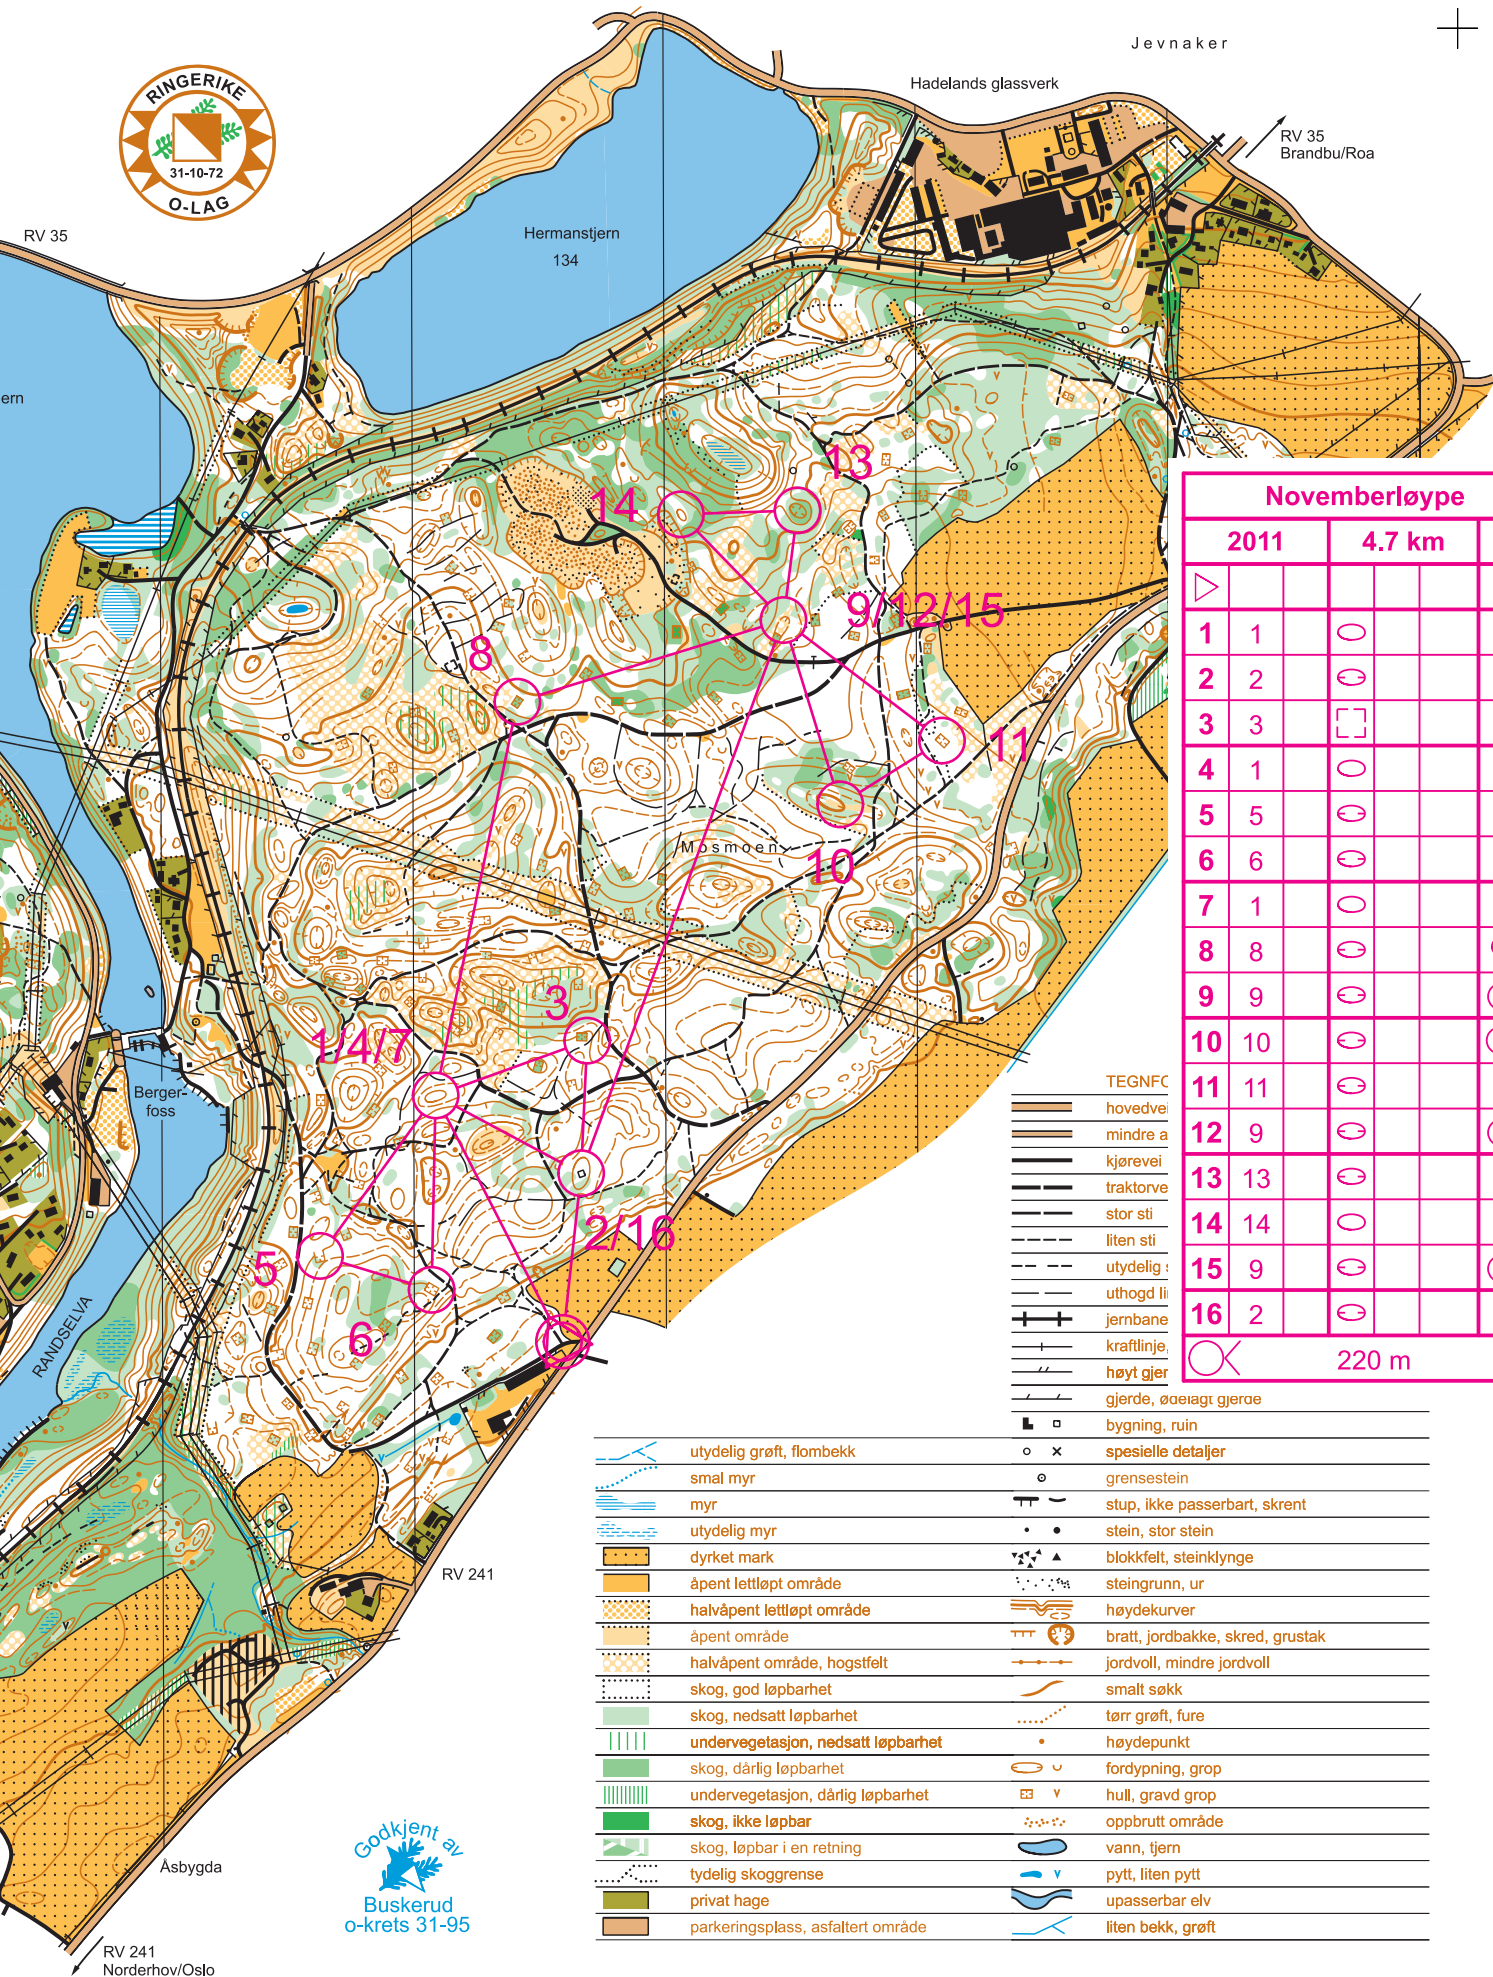 Jevnaker
Hadelands glassverk
RINGERIKE
31-10-72
O-LAG
RV 35
Brandbu/Roa
RV 35
Hermanstjern
134
ern
13
14
Novemberløype
2011 4.7 km
9/12/15
8
11
Mosmoen
10
3
1/4/7
Berger-
foss
2/16
5
6
RANDSELVA
1 1
2 2
3 3
4 1
5 5
6 6
7 1
8 8
9 9
10 10
11 11
12 9
13 13
14 14
15 9
16 2
220 m
TEGNFO
hovedvei
mindre a
kjørevei
traktorve
stor sti
liten sti
utydelig s
uthogd li
jernbane
kraftlinje,
høyt gjer
gjerde, ødelagt gjerde
bygning, ruin
spesielle detaljer
grensestein
stup, ikke passerbart, skrent
stein, stor stein
blokkfelt, steinklynge
steingrunn, ur
høydekurver
bratt, jordbakke, skred, grustak
jordvoll, mindre jordvoll
smalt søkk
tørr grøft, fure
høydepunkt
fordypning, grop
hull, gravd grop
oppbrutt område
vann, tjern
pytt, liten pytt
upasserbar elv
liten bekk, grøft
utydelig grøft, flombekk
smal myr
myr
utydelig myr
dyrket mark
åpent lettløpt område
halvåpent lettløpt område
åpent område
halvåpent område, hogstfelt
skog, god løpbarhet
skog, nedsatt løpbarhet
undervegetasjon, nedsatt løpbarhet
skog, dårlig løpbarhet
undervegetasjon, dårlig løpbarhet
skog, ikke løpbar
skog, løpbar i en retning
tydelig skoggrense
privat hage
parkeringsplass, asfaltert område
RV 241
Åsbygda
Godkjent av
Buskerud
o-krets 31-95
RV 241
Norderhov/Oslo